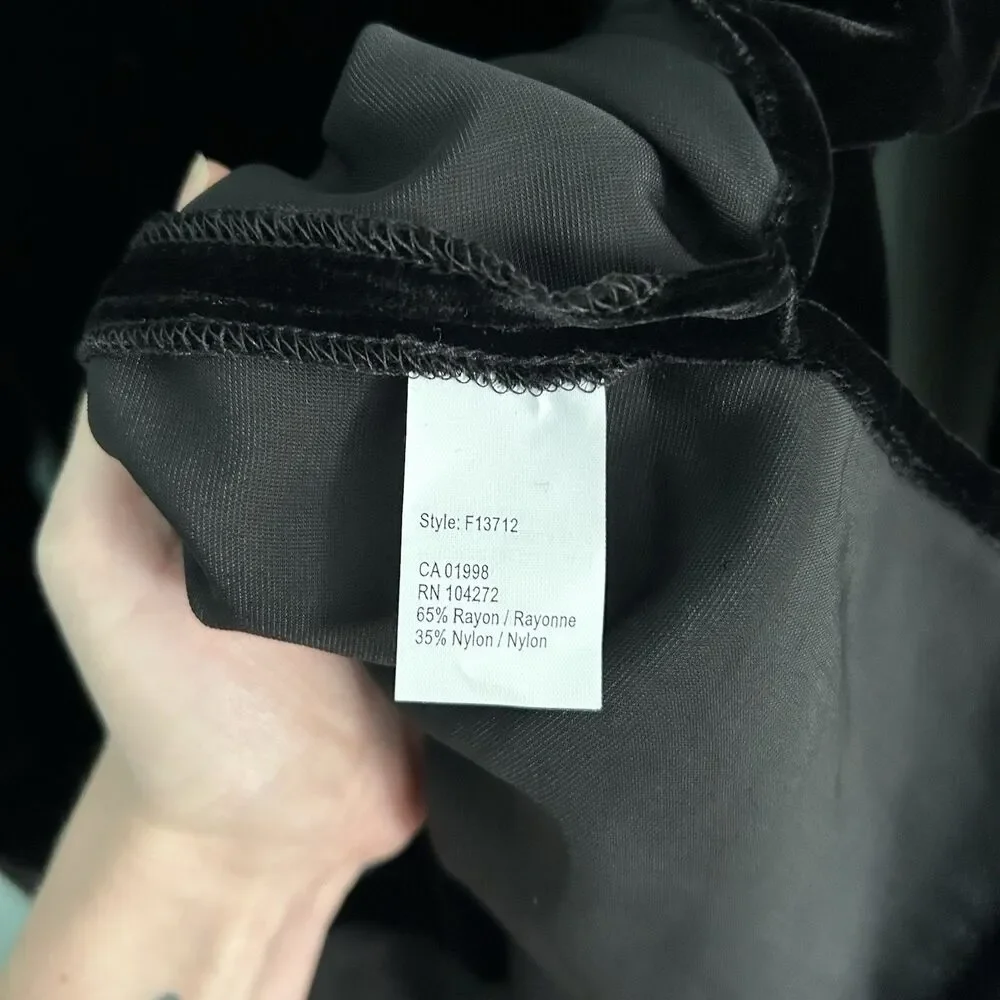 Style: F13712
CA 01998
RN 104272
65% Rayon / Rayonne
35% Nylon / Nylon